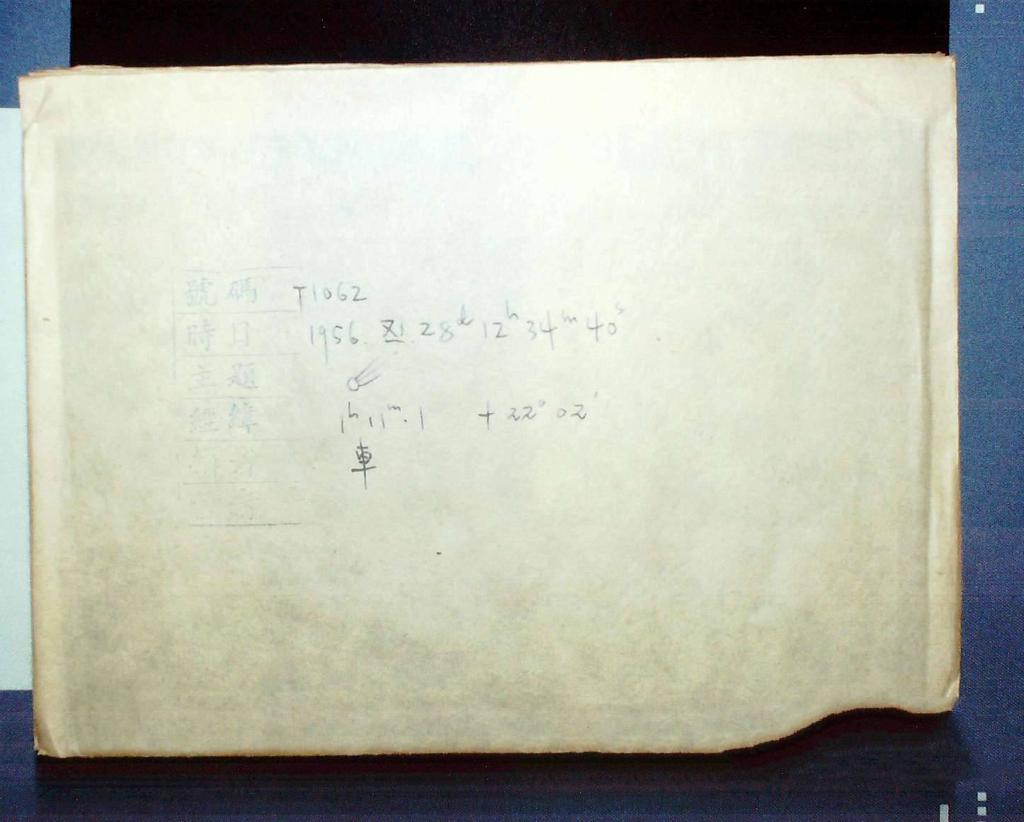 號碼 T1062
時日 1956. XI. 28ᵈ 12ʰ 34ᵐ 40ˢ
主題 ☄
經緯 1ʰ 11ᵐ.1 + 22° 02'
車